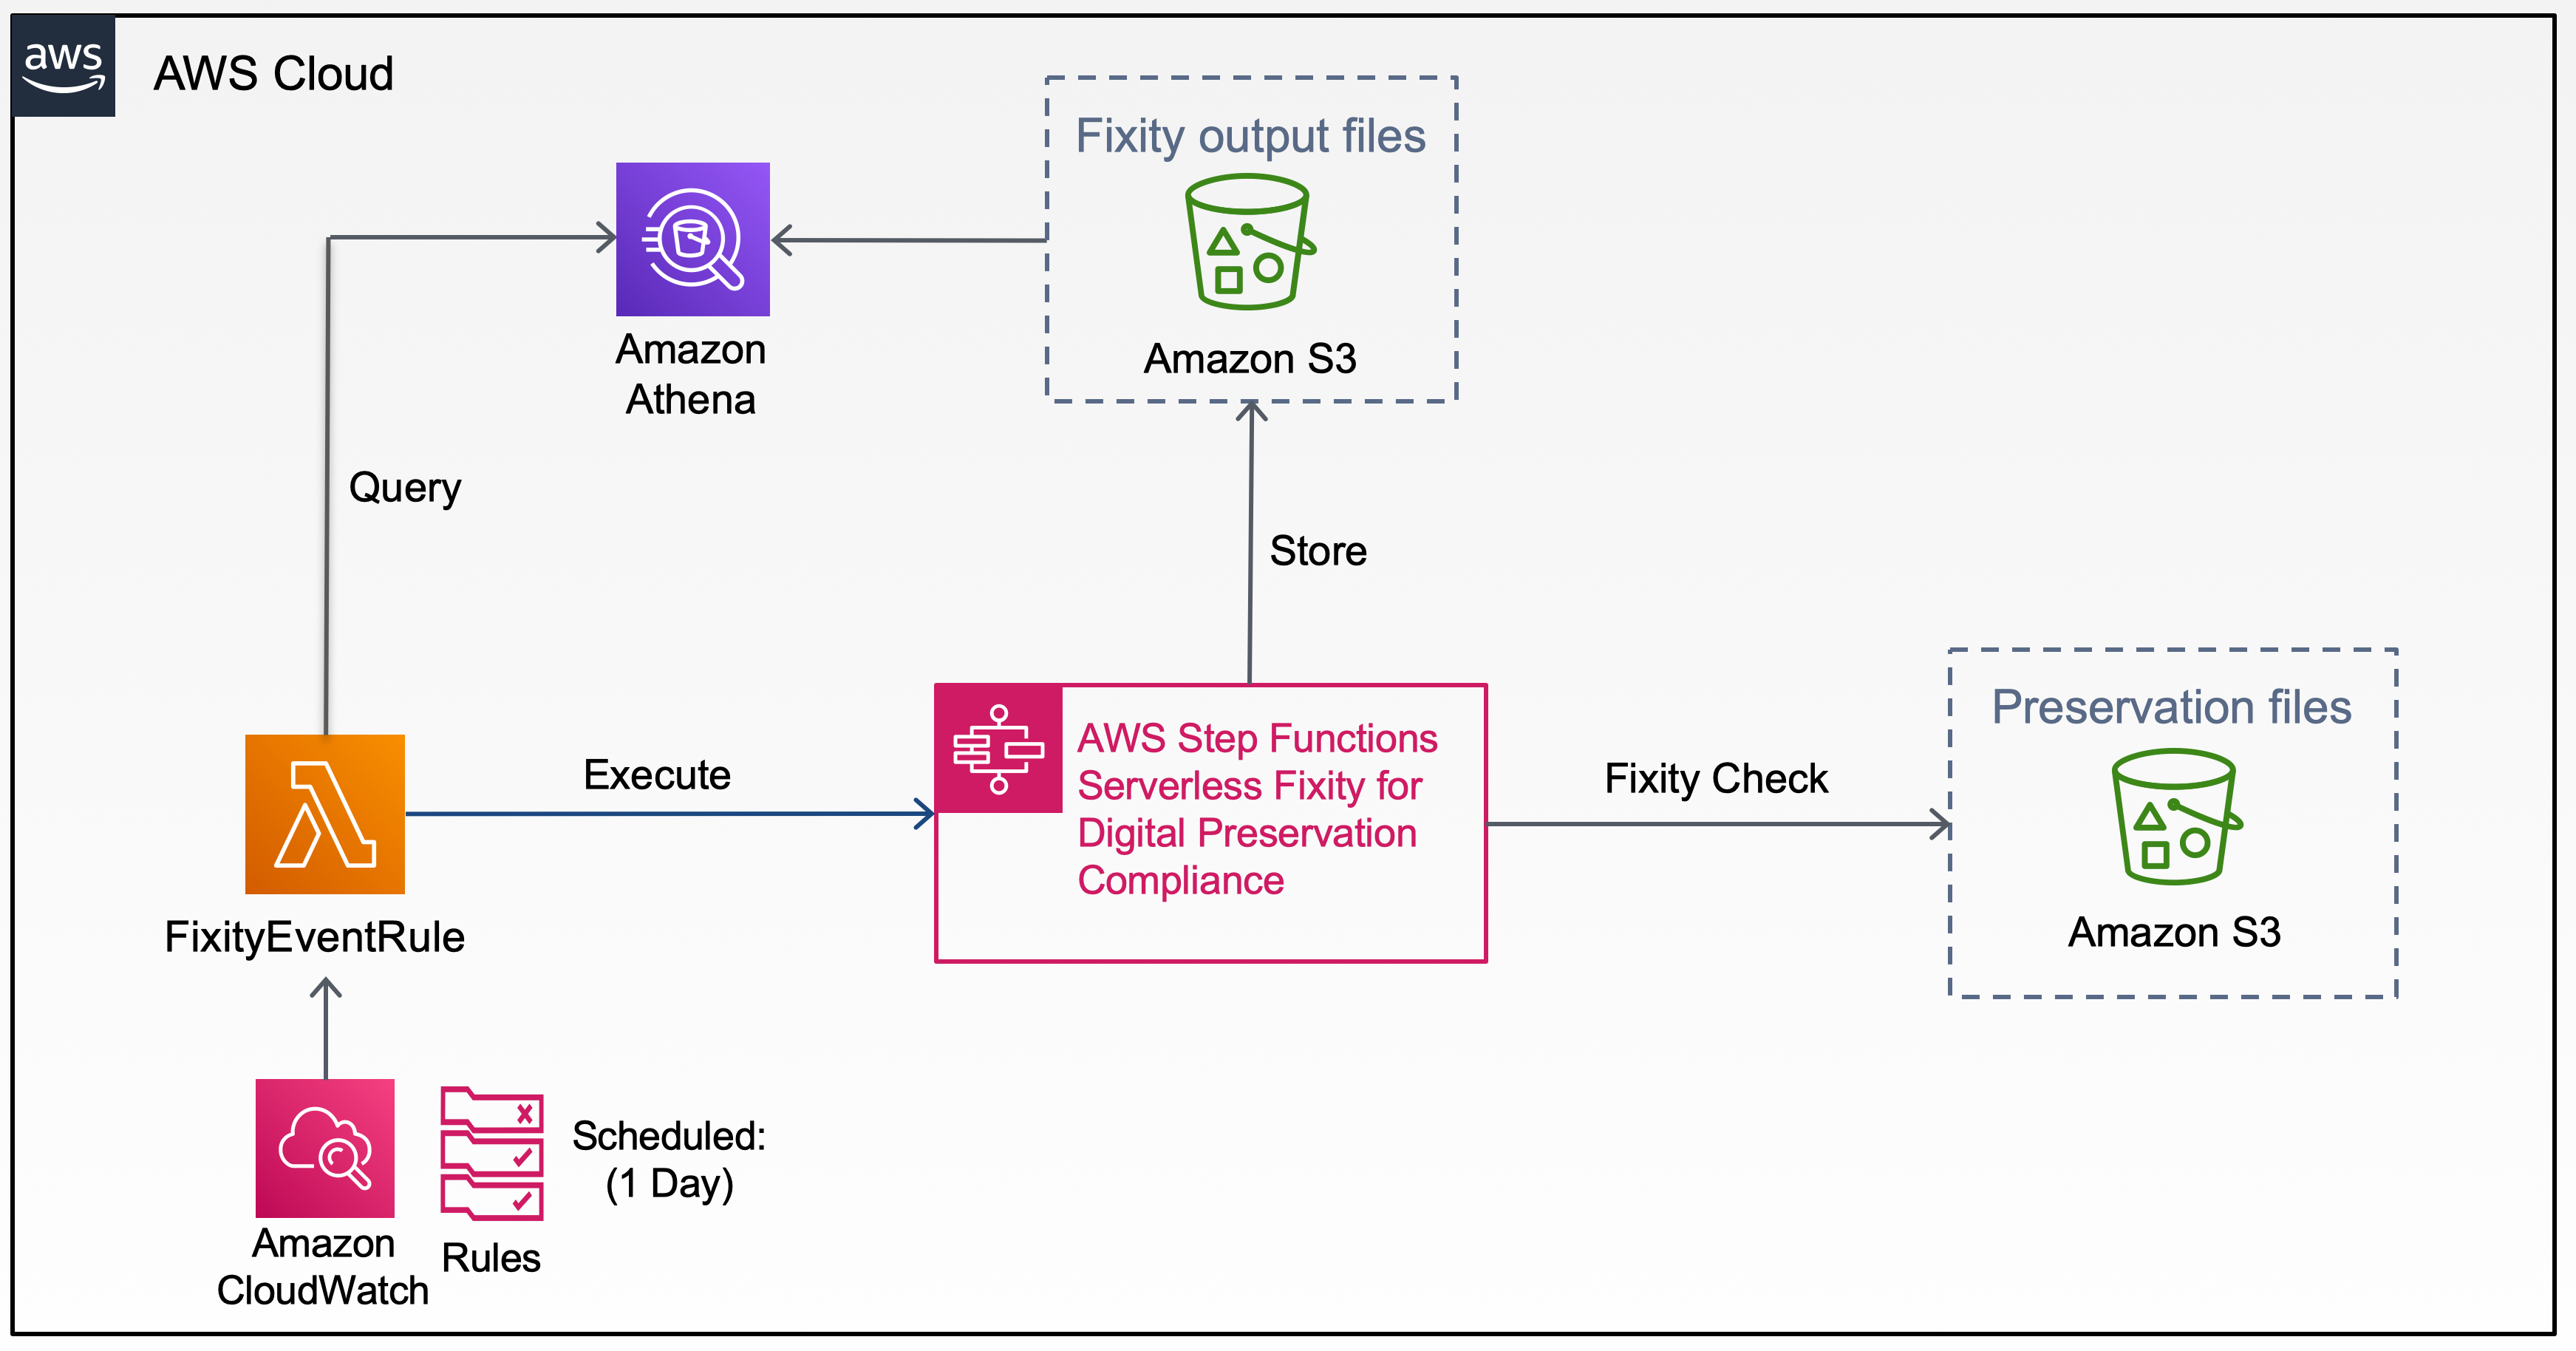 aws
AWS Cloud
Fixity output files
Amazon S3
Amazon
Athena
Query
Store
Execute
AWS Step Functions
Serverless Fixity for
Digital Preservation
Compliance
Fixity Check
Preservation files
Amazon S3
FixityEventRule
Amazon
CloudWatch
Rules
Scheduled:
(1 Day)